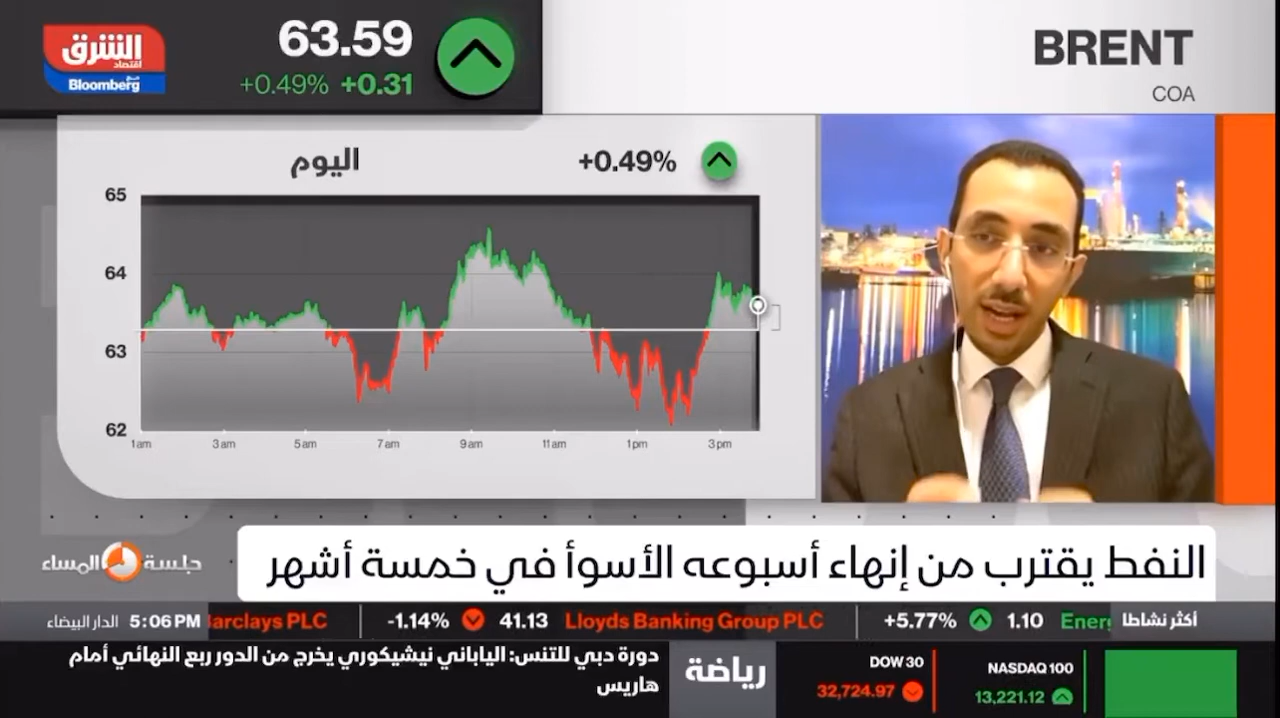 الشرق
اقتصاد
Bloomberg
63.59
+0.49% +0.31
BRENT
COA
اليوم
+0.49%
65
64
63
62
1am 3am 5am 7am 9am 11am 1pm 3pm
النفط يقترب من إنهاء أسبوعه الأسوأ في خمسة أشهر
جلسة المساء
أكثر نشاطا
5:06 PM الدار البيضاء
Barclays PLC
-1.14% 41.13 Lloyds Banking Group PLC
+5.77% 1.10
رياضة
دورة دبي للتنس: الياباني نيشيكوري يخرج من الدور ربع النهائي أمام
هاريس
DOW 30
32,724.97
NASDAQ 100
13,221.12